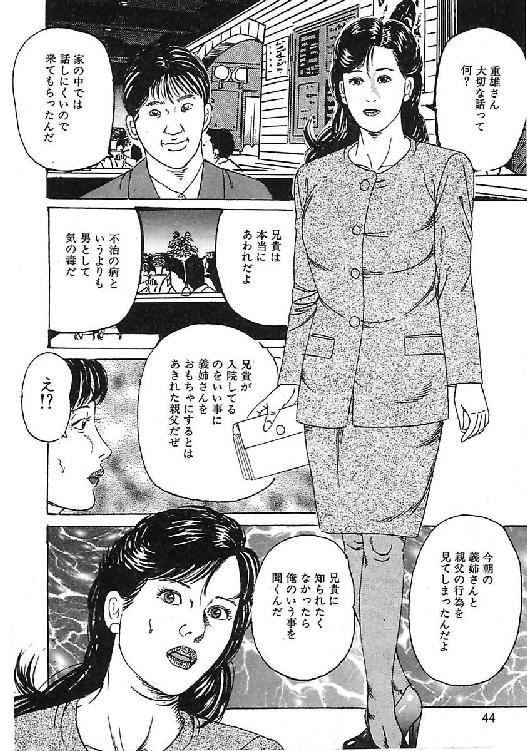 重雄さん
大切な話って
何?
家の中では
話しにくいので
来てもらったんだ
兄貴は
本当に
あわれだよ
不治の病と
いうよりも
男として
気の毒だ
兄貴が
入院してる
のをいい事に
義姉さんを
おもちゃにするとは
あきれた親父だぜ
え!?
今朝の
義姉さんと
親父の行為を
見てしまったんだよ
兄貴に
知られたく
なかったら
俺のいう事を
聞くんだ
44